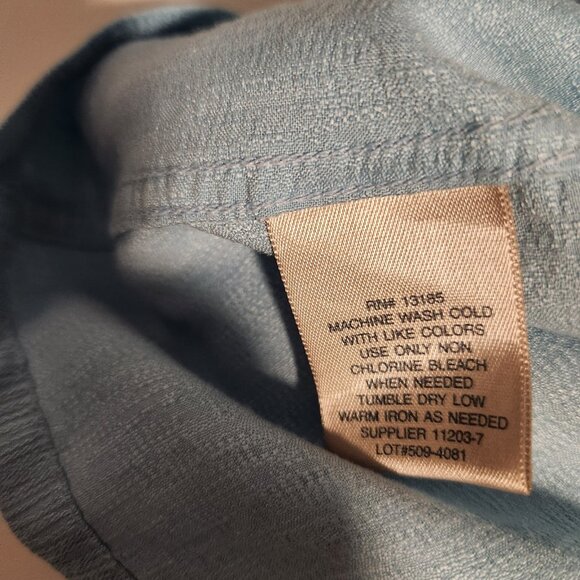 RN# 13185
MACHINE WASH COLD
WITH LIKE COLORS
USE ONLY NON
CHLORINE BLEACH
WHEN NEEDED
TUMBLE DRY LOW
WARM IRON AS NEEDED
SUPPLIER 11203-7
LOT#509-4081